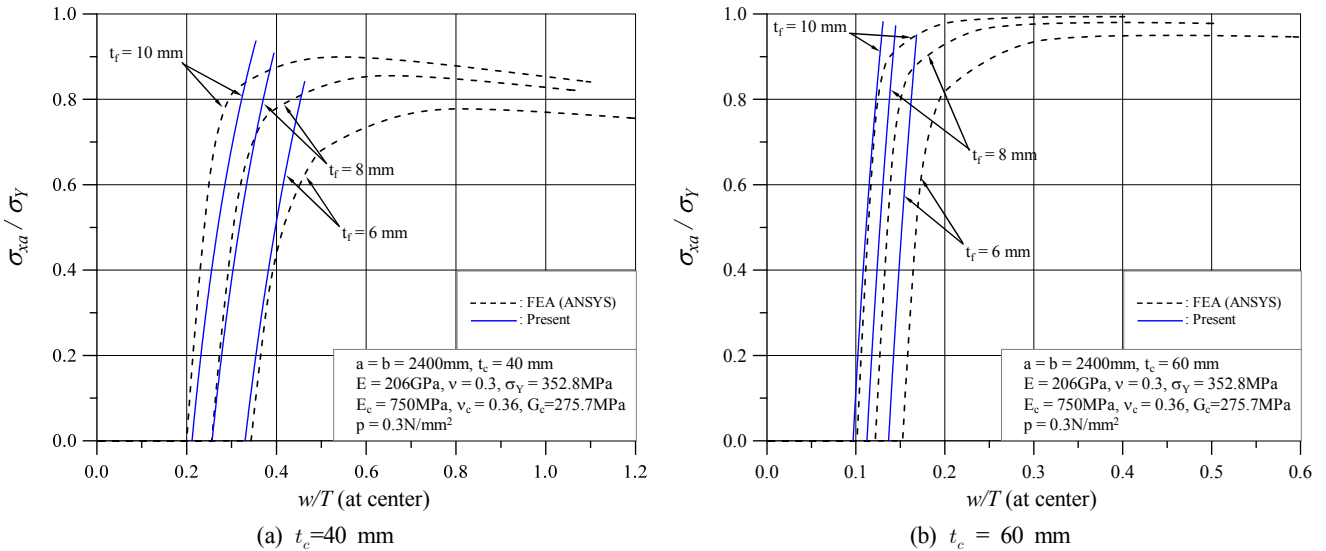 1.0
0.8
0.6
0.4
0.2
0.0
σxa / σY
t_f = 10 mm
t_f = 8 mm
t_f = 6 mm
: FEA (ANSYS)
: Present
a = b = 2400mm, t_c = 40 mm
E = 206GPa, ν = 0.3, σ_Y = 352.8MPa
E_c = 750MPa, ν_c = 0.36, G_c=275.7MPa
p = 0.3N/mm²
0.0 0.2 0.4 0.6 0.8 1.0 1.2
w/T (at center)
(a) t_c=40 mm
1.0
0.8
0.6
0.4
0.2
0.0
σxa / σY
t_f = 10 mm
t_f = 8 mm
t_f = 6 mm
: FEA (ANSYS)
: Present
a = b = 2400mm, t_c = 60 mm
E = 206GPa, ν = 0.3, σ_Y = 352.8MPa
E_c = 750MPa, ν_c = 0.36, G_c=275.7MPa
p = 0.3N/mm²
0.0 0.1 0.2 0.3 0.4 0.5 0.6
w/T (at center)
(b) t_c = 60 mm